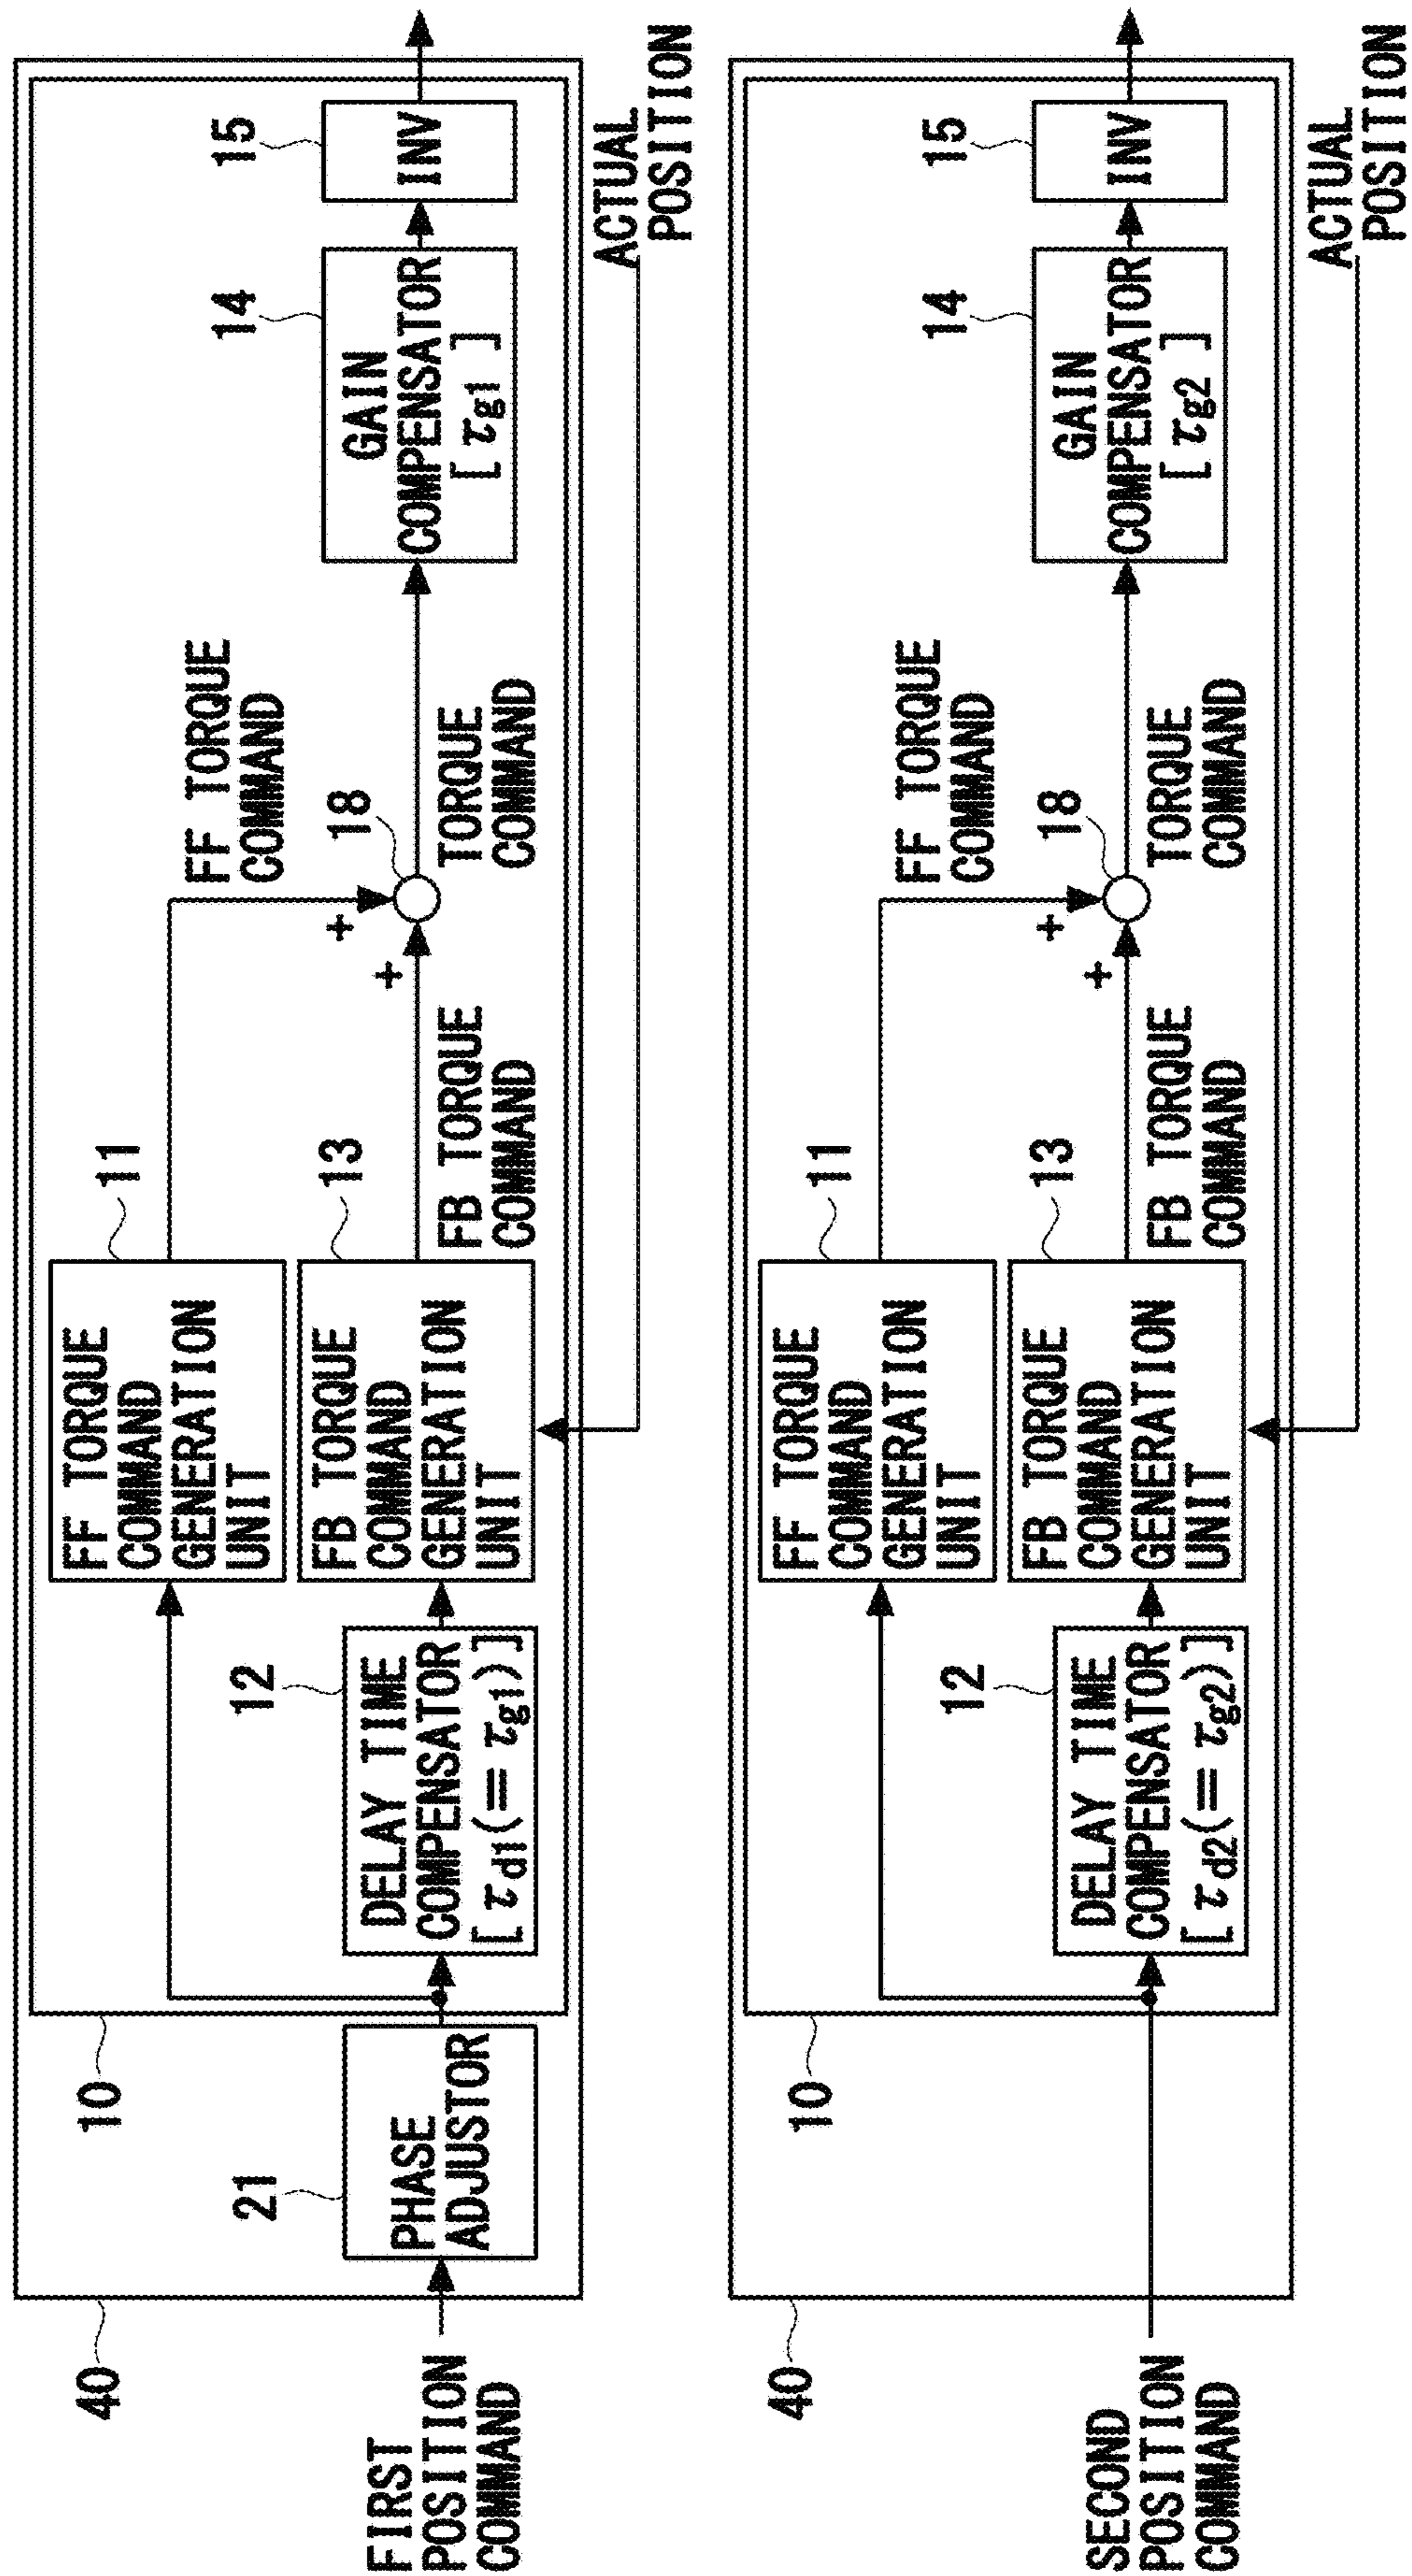 40
10
FIRST
POSITION
COMMAND
21
PHASE
ADJUSTOR
12
DELAY TIME
COMPENSATOR
[ τd1(= τg1) ]
FF TORQUE
COMMAND
GENERATION
UNIT
11
FB TORQUE
COMMAND
GENERATION
UNIT
13
FF TORQUE
COMMAND
FB TORQUE
COMMAND
+
+
18
TORQUE
COMMAND
14
GAIN
COMPENSATOR
[ τg1 ]
15
INV
ACTUAL
POSITION
40
10
SECOND
POSITION
COMMAND
12
DELAY TIME
COMPENSATOR
[ τd2(= τg2) ]
FF TORQUE
COMMAND
GENERATION
UNIT
11
FB TORQUE
COMMAND
GENERATION
UNIT
13
FF TORQUE
COMMAND
FB TORQUE
COMMAND
+
+
18
TORQUE
COMMAND
14
GAIN
COMPENSATOR
[ τg2 ]
15
INV
ACTUAL
POSITION